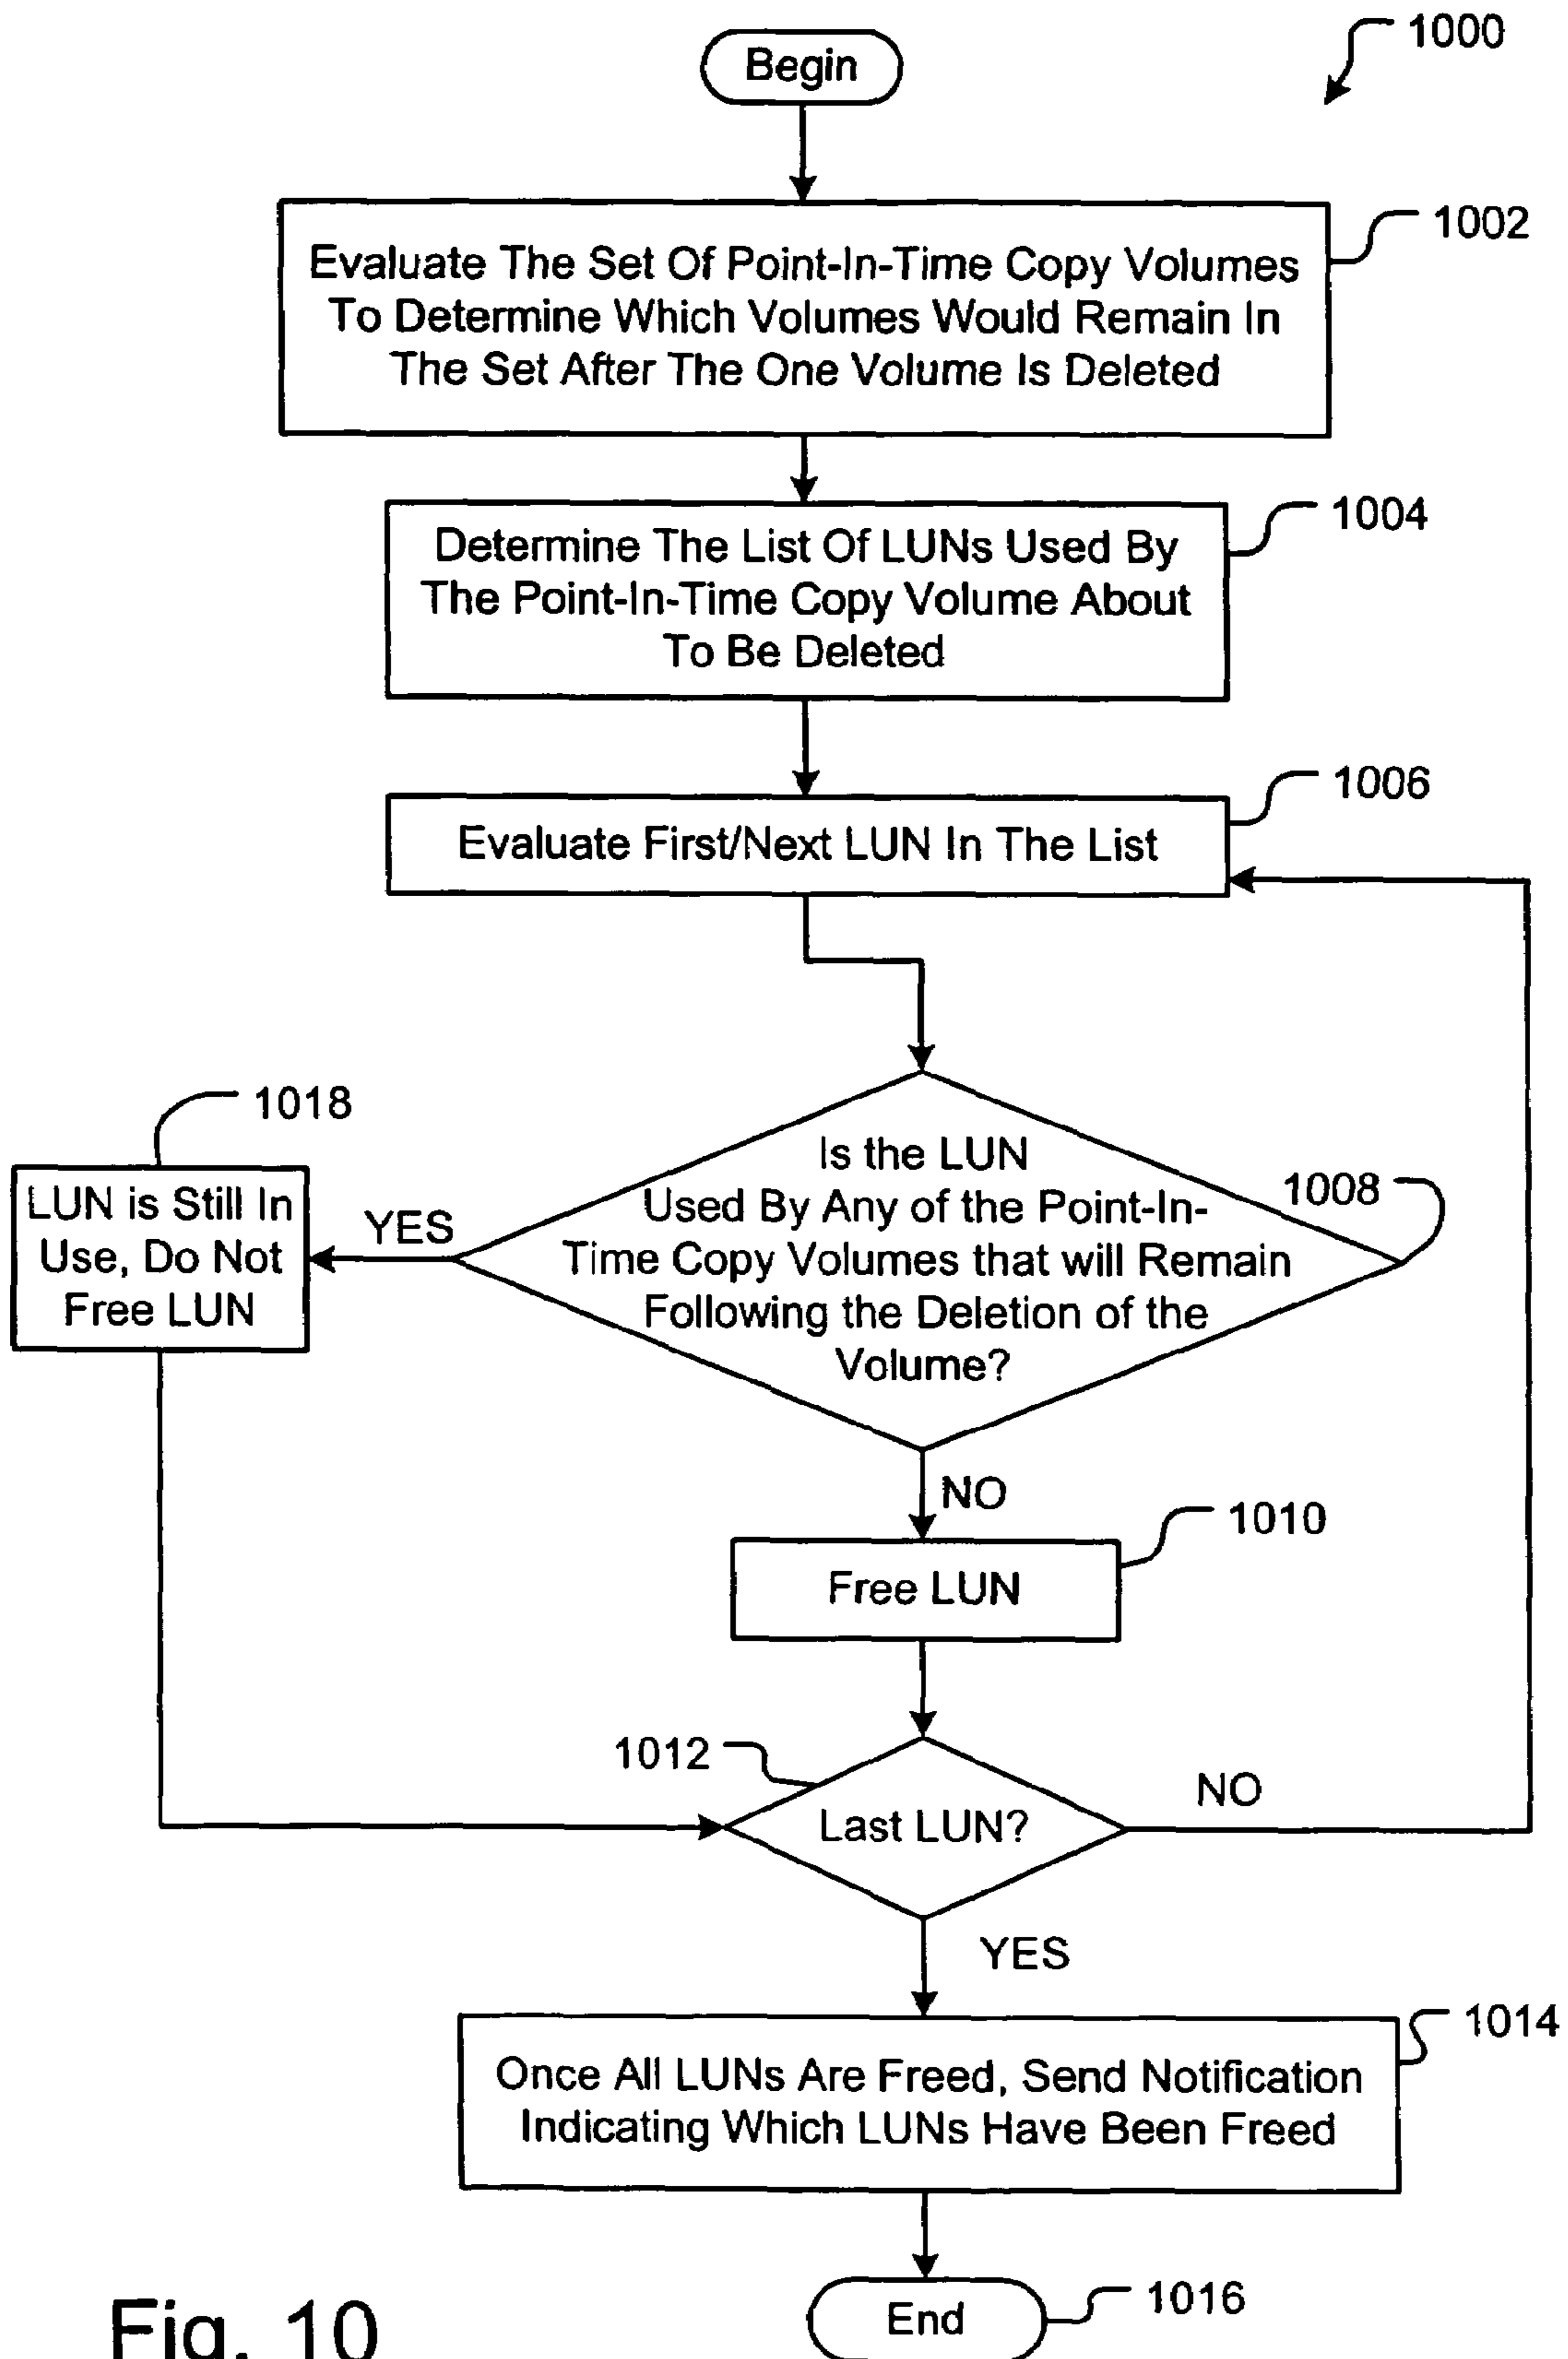 1000
Begin
1002
Evaluate The Set Of Point-In-Time Copy Volumes
To Determine Which Volumes Would Remain In
The Set After The One Volume Is Deleted
1004
Determine The List Of LUNs Used By
The Point-In-Time Copy Volume About
To Be Deleted
1006
Evaluate First/Next LUN In The List
1018
LUN is Still In
Use, Do Not
Free LUN
YES
1008
Is the LUN
Used By Any of the Point-In-
Time Copy Volumes that will Remain
Following the Deletion of the
Volume?
NO
1010
Free LUN
1012
Last LUN?
NO
YES
1014
Once All LUNs Are Freed, Send Notification
Indicating Which LUNs Have Been Freed
End
1016
Fig. 10